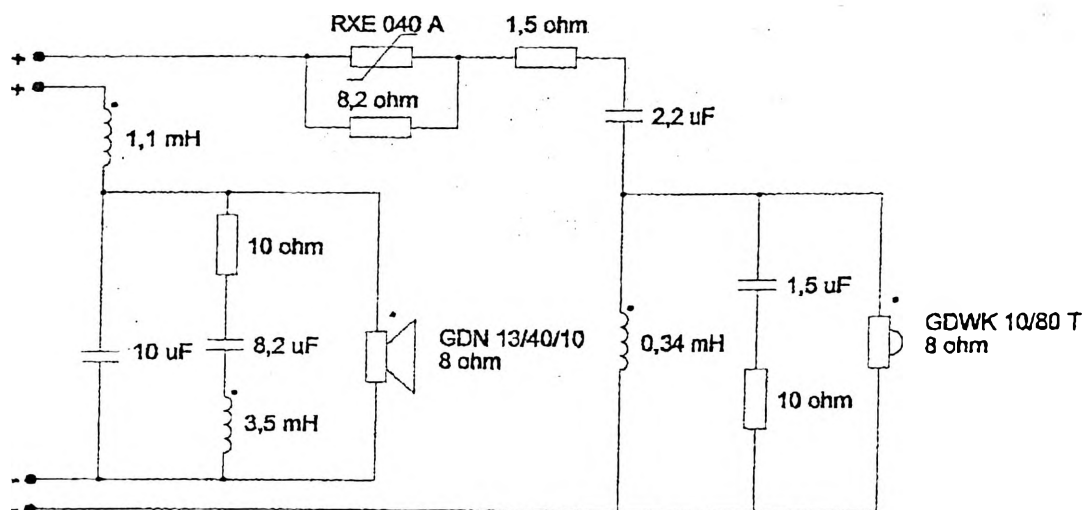 RXE 040 A
1,5 ohm
+
+
8,2 ohm
2,2 uF
1,1 mH
10 ohm
1,5 uF
GDN 13/40/10
8 ohm
GDWK 10/80 T
8 ohm
10 uF
8,2 uF
0,34 mH
10 ohm
3,5 mH
-
-